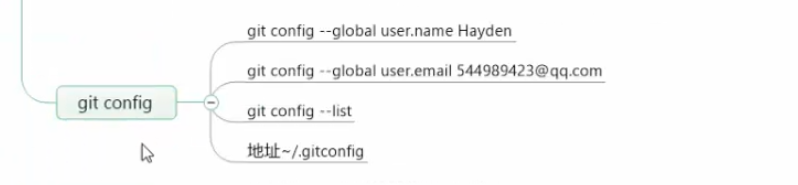 git config --global user.name Hayden
git config --global user.email 544989423@qq.com
git config
git config --list
地址~/.gitconfig